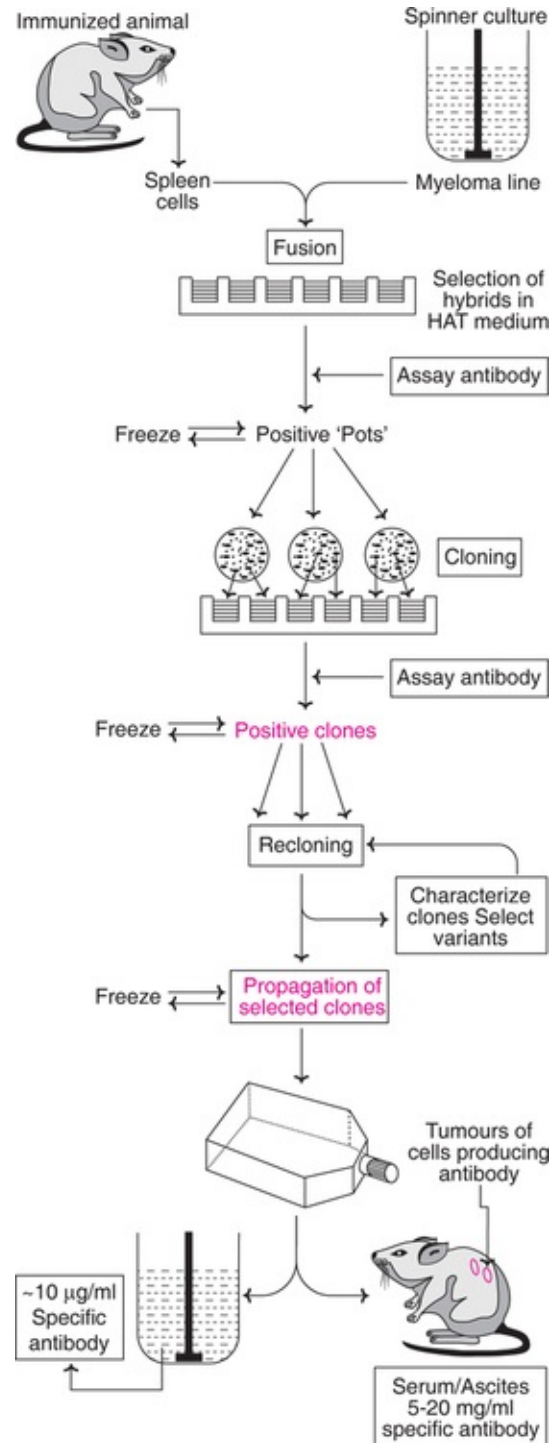 Immunized animal
Spinner culture
Spleen
cells
Myeloma line
Fusion
Selection of
hybrids in
HAT medium
Assay antibody
Freeze
Positive ‘Pots’
Cloning
Assay antibody
Freeze
Positive clones
Recloning
Characterize
clones Select
variants
Freeze
Propagation of
selected clones
Tumours of
cells producing
antibody
~10 μg/ml
Specific
antibody
Serum/Ascites
5-20 mg/ml
specific antibody